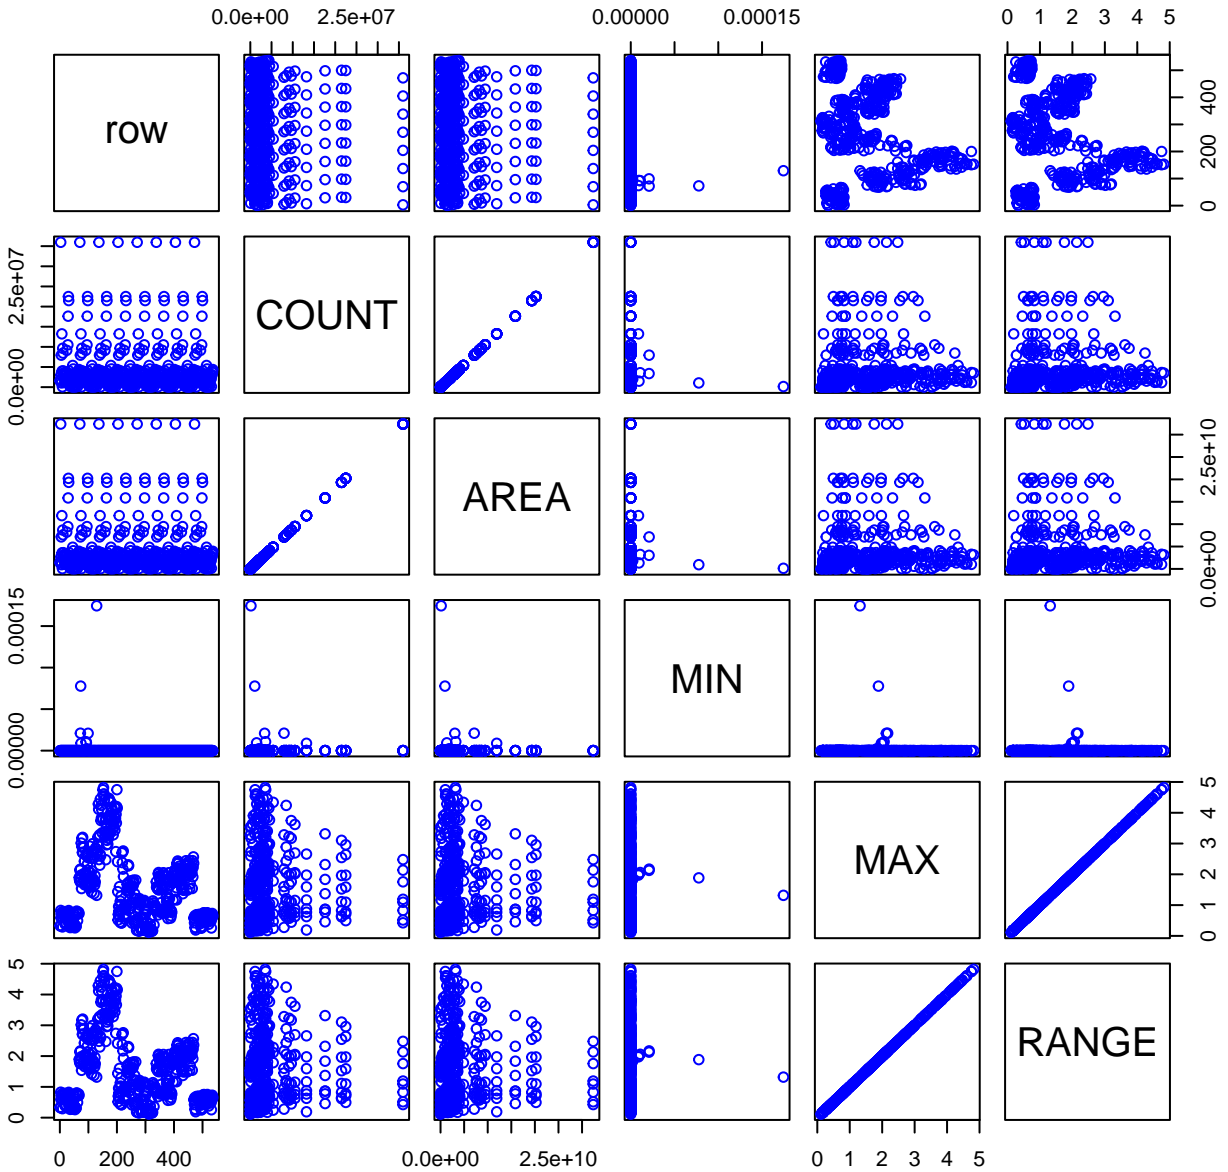 0.0e+00 2.5e+07 0.00000 0.00015 0 1 2 3 4 5
row 0 200 400
0.0e+00 2.5e+07 COUNT
AREA 0.0e+00 2.5e+10
0.00000 0.00015 MIN
MAX 0 1 2 3 4 5
0 1 2 3 4 5 RANGE
0 200 400 0.0e+00 2.5e+10 0 1 2 3 4 5